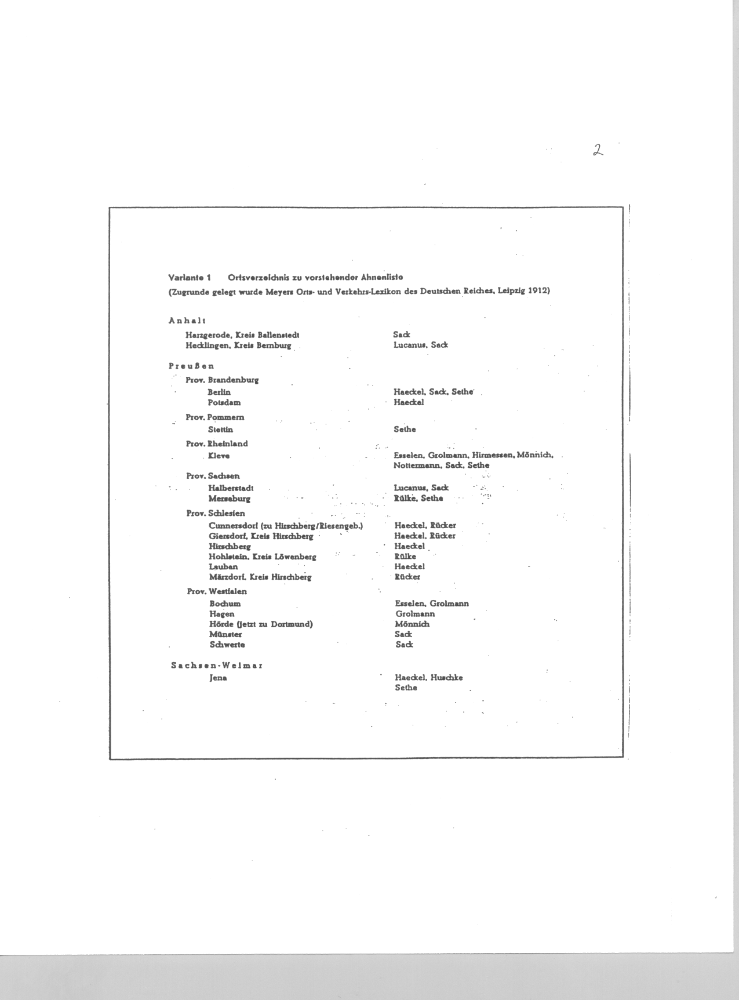 2
Variante 1 Ortsverzeichnis zu vorstehender Ahnenliste
(Zugrunde gelegt wurde Meyers Orts- und Verkehrs-Lexikon des Deutschen Reiches, Leipzig 1912)
Anhalt
Harzgerode, Kreis Ballenstedt Sack
Hecklingen, Kreis Bernburg Lucanus, Sack
Preußen
Prov. Brandenburg
Berlin Haeckel, Sack, Sethe
Potsdam Haeckel
Prov. Pommern
Stettin Sethe
Prov. Rheinland
Kleve Esselen, Grolmann, Hirmessen, Mönnich,
Nottermann, Sack, Sethe
Prov. Sachsen
Halberstadt Lucanus, Sack
Merseburg Rülke, Sethe
Prov. Schlesien
Cunnersdorf (zu Hirschberg/Riesengeb.) Haeckel, Rücker
Giersdorf, Kreis Hirschberg Haeckel, Rücker
Hirschberg Haeckel
Hohlstein, Kreis Löwenberg Rülke
Lauban Haeckel
Märzdorf, Kreis Hirschberg Rücker
Prov. Westfalen
Bochum Esselen, Grolmann
Hagen Grolmann
Hörde (Jetzt zu Dortmund) Mönnich
Münster Sack
Schwerte Sack
Sachsen-Weimar
Jena Haeckel, Huschke
Sethe